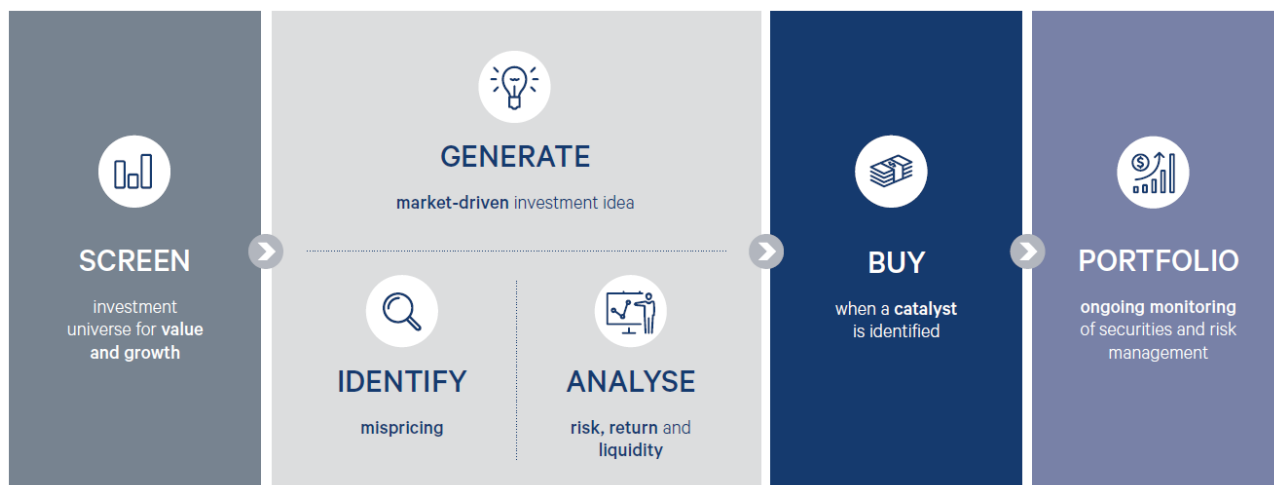 SCREEN
investment
universe for value
and growth
GENERATE
market-driven investment idea
IDENTIFY
mispricing
ANALYSE
risk, return and
liquidity
BUY
when a catalyst
is identified
PORTFOLIO
ongoing monitoring
of securities and risk
management